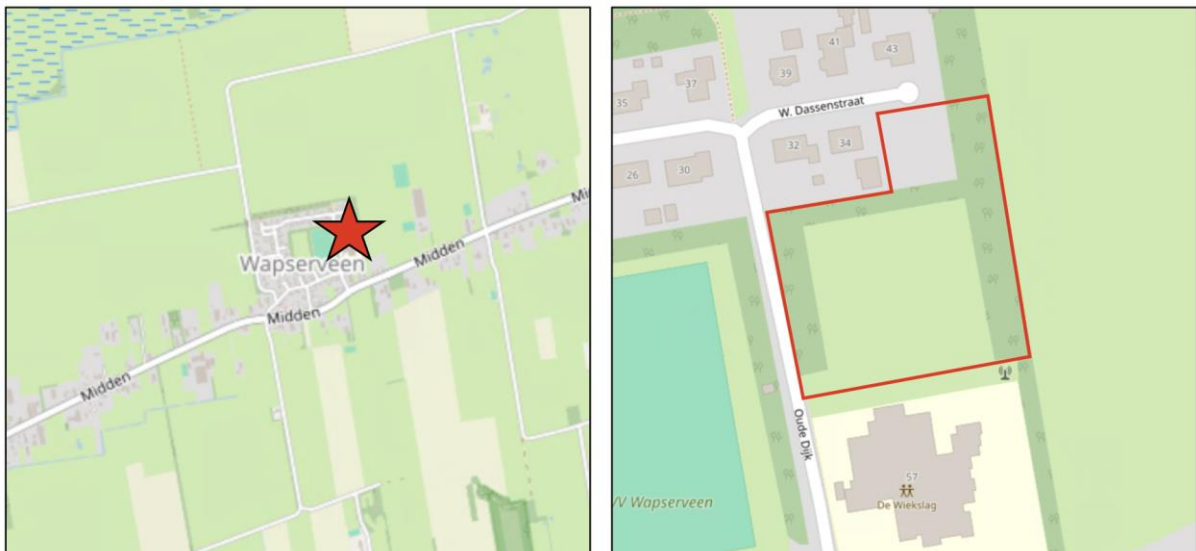 Wapserveen
Midden
Midden
Midden
Mi
41
43
39
37
35
W. Dassenstraat
32
34
30
26
Oude Dijk
57
De Wiekslag
VV Wapserveen